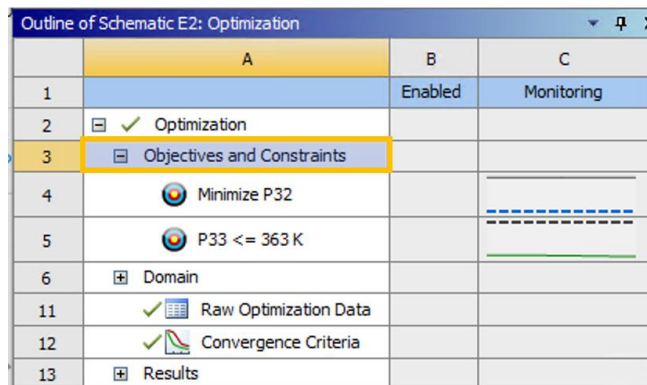 Outline of Schematic E2: Optimization
A B C
1 Enabled Monitoring
2 Optimization
3 Objectives and Constraints
4 Minimize P32
5 P33 <= 363 K
6 Domain
11 Raw Optimization Data
12 Convergence Criteria
13 Results